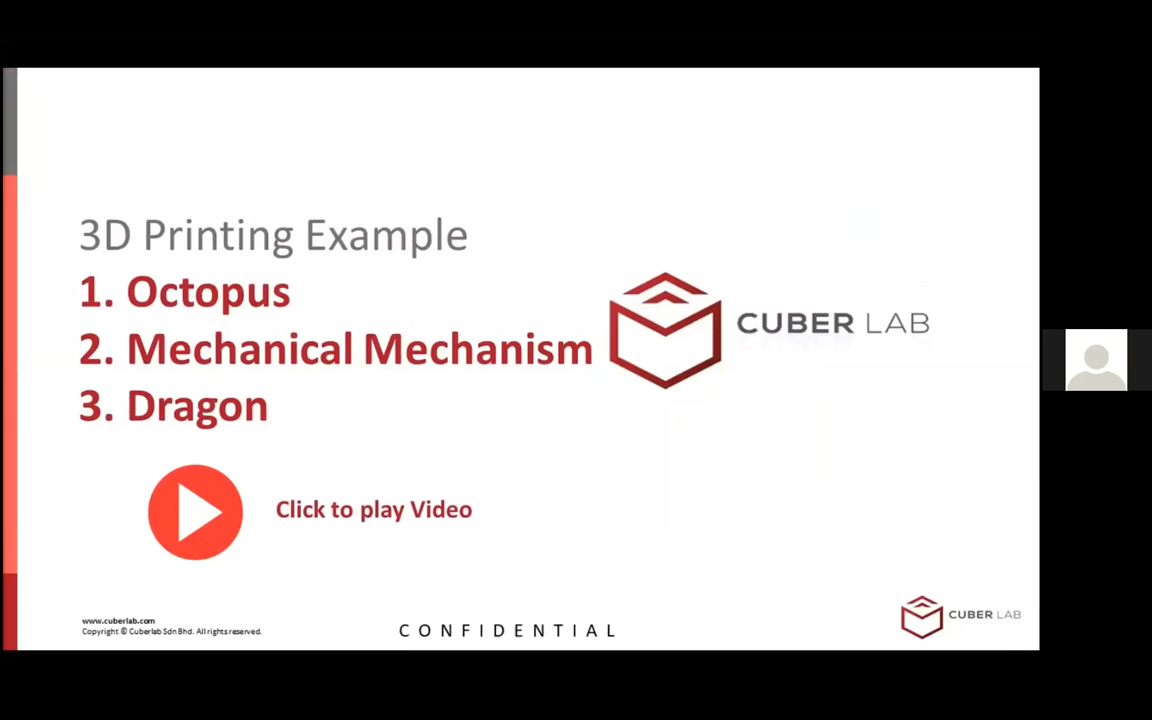 3D Printing Example
1. Octopus
2. Mechanical Mechanism
3. Dragon
CUBER LAB
Click to play Video
www.cuberlab.com
Copyright © Cuberlab Sdn Bhd. All rights reserved.
CONFIDENTIAL
CUBER LAB